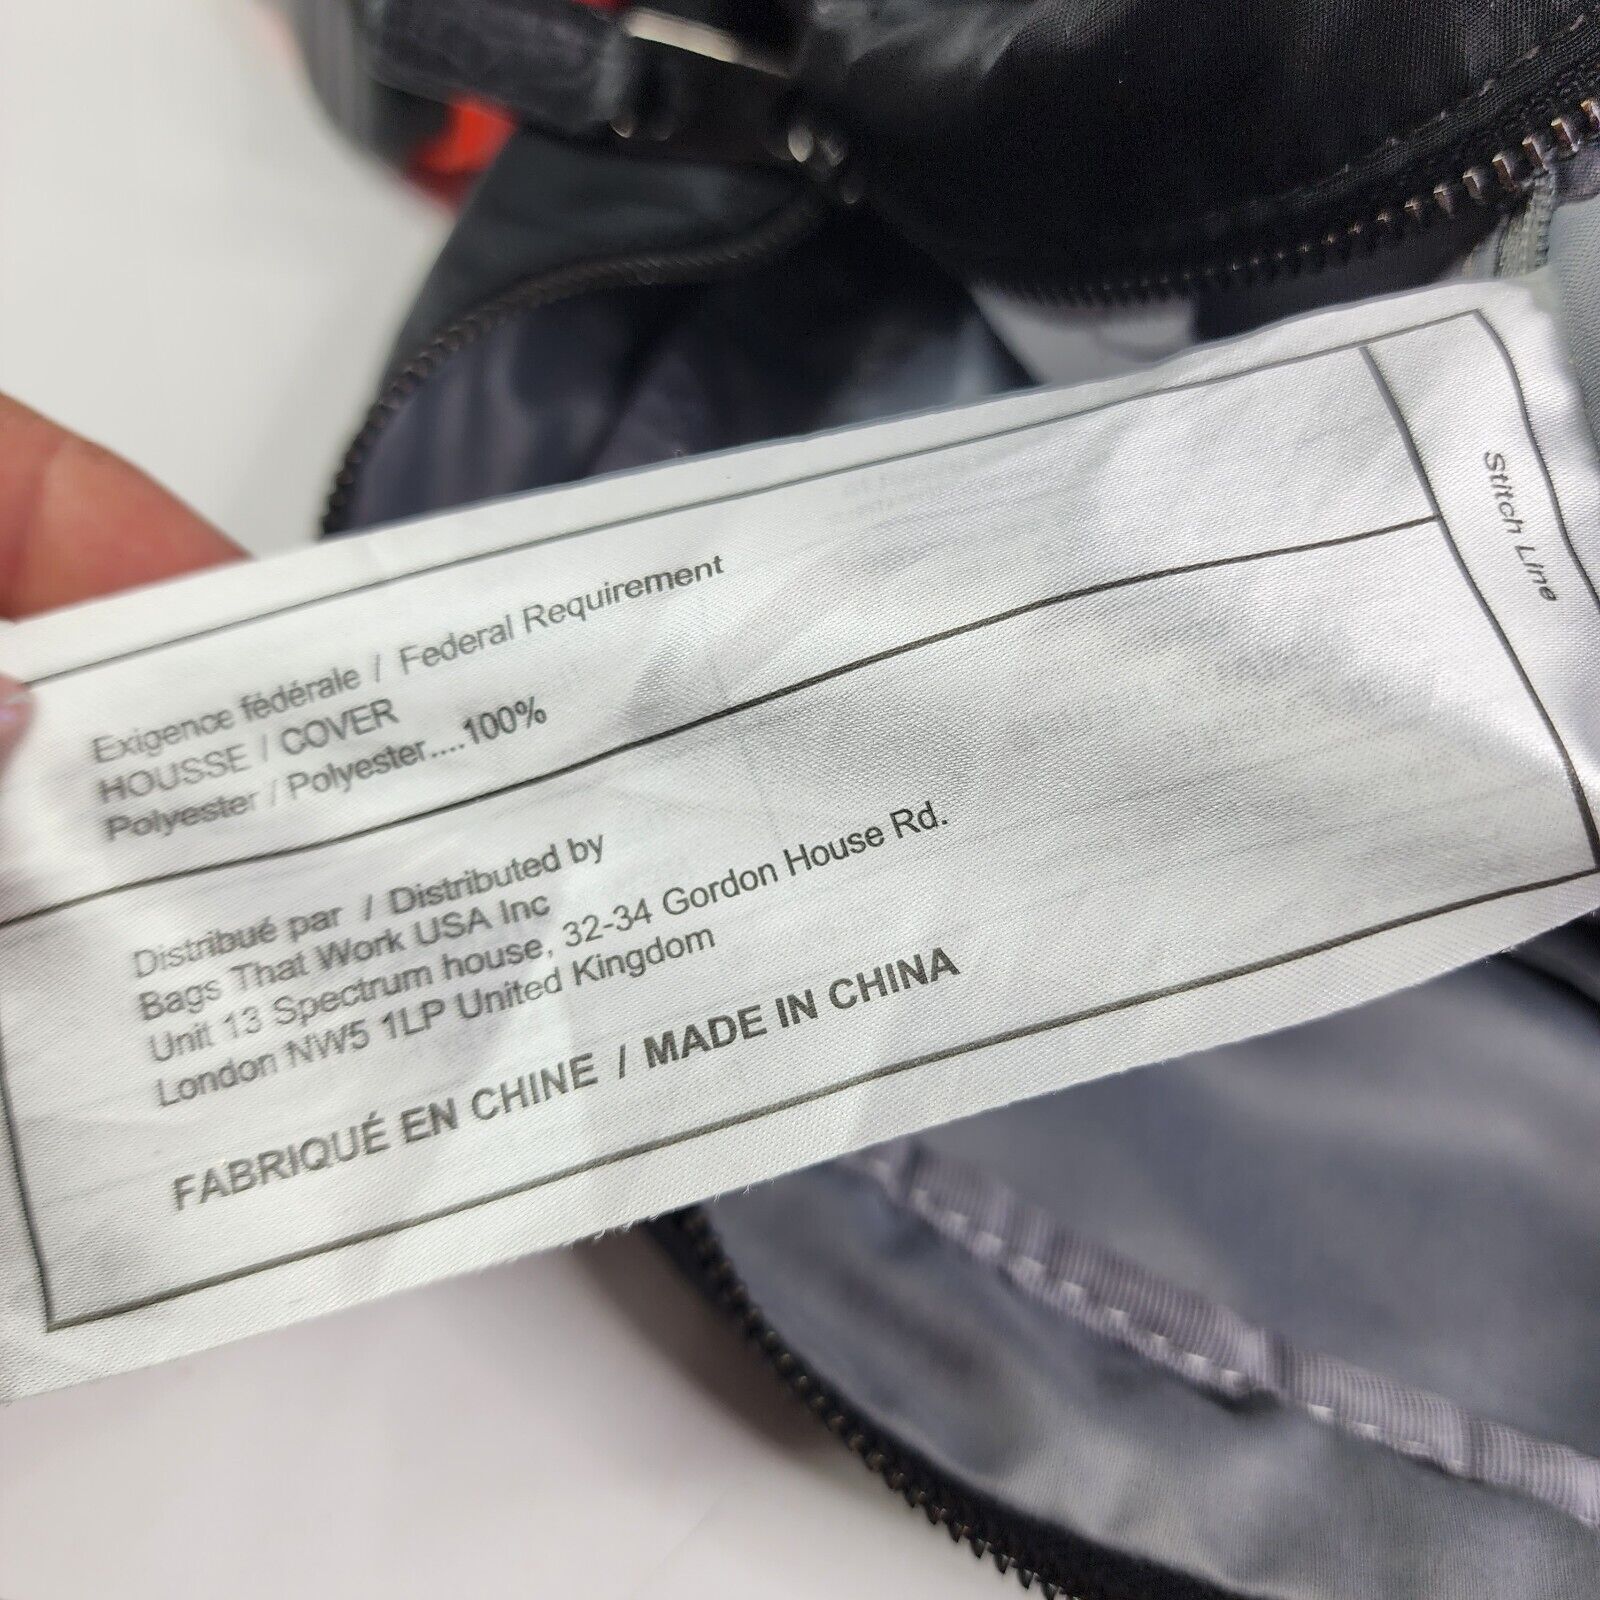 Exigence fédérale / Federal Requirement
HOUSSE / COVER
Polyester / Polyester....100%
Distribué par / Distributed by
Bags That Work USA Inc
Unit 13 Spectrum house, 32-34 Gordon House Rd.
London NW5 1LP United Kingdom
FABRIQUÉ EN CHINE / MADE IN CHINA
Stitch Line